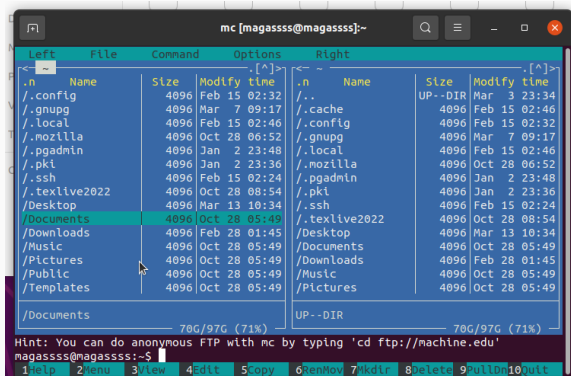 mc [magassss@magassss]:~
Left File Command Options Right
<- ~ .[^]> <- ~ .[^]>
.n Name Size Modify time .n Name Size Modify time
/.config 4096 Feb 15 02:32 /.. UP--DIR Mar 3 23:34
/.gnupg 4096 Mar 7 09:17 /.cache 4096 Feb 15 02:46
/.local 4096 Feb 15 02:46 /.config 4096 Feb 15 02:32
/.mozilla 4096 Oct 28 06:52 /.gnupg 4096 Mar 7 09:17
/.pgadmin 4096 Jan 2 23:48 /.local 4096 Feb 15 02:46
/.pki 4096 Jan 2 23:36 /.mozilla 4096 Oct 28 06:52
/.ssh 4096 Feb 15 02:24 /.pgadmin 4096 Jan 2 23:48
/.texlive2022 4096 Oct 28 08:54 /.pki 4096 Jan 2 23:36
/Desktop 4096 Mar 13 10:34 /.ssh 4096 Feb 15 02:24
/Documents 4096 Oct 28 05:49 /.texlive2022 4096 Oct 28 08:54
/Downloads 4096 Feb 28 01:45 /Desktop 4096 Mar 13 10:34
/Music 4096 Oct 28 05:49 /Documents 4096 Oct 28 05:49
/Pictures 4096 Oct 28 05:49 /Downloads 4096 Feb 28 01:45
/Public 4096 Oct 28 05:49 /Music 4096 Oct 28 05:49
/Templates 4096 Oct 28 05:49 /Pictures 4096 Oct 28 05:49
/Documents UP--DIR
70G/97G (71%) 70G/97G (71%)
Hint: You can do anonymous FTP with mc by typing 'cd ftp://machine.edu'
magassss@magassss:~$
1Help 2Menu 3View 4Edit 5Copy 6RenMov 7Mkdir 8Delete 9PullDn 10Quit